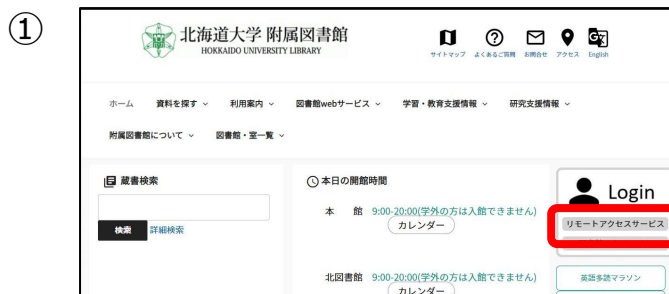 ①
北海道大学 附属図書館
HOKKAIDO UNIVERSITY LIBRARY
サイトマップ よくあるご質問 お問合せ アクセス English
ホーム 資料を探す 利用案内 図書館webサービス 学習・教育支援情報 研究支援情報
附属図書館について 図書館・室一覧
蔵書検索
検索 詳細検索
本日の開館時間
本 館 9:00-20:00(学外の方は入館できません)
カレンダー
北図書館 9:00-20:00(学外の方は入館できません)
カレンダー
Login
リモートアクセスサービス
英語多読マラソン